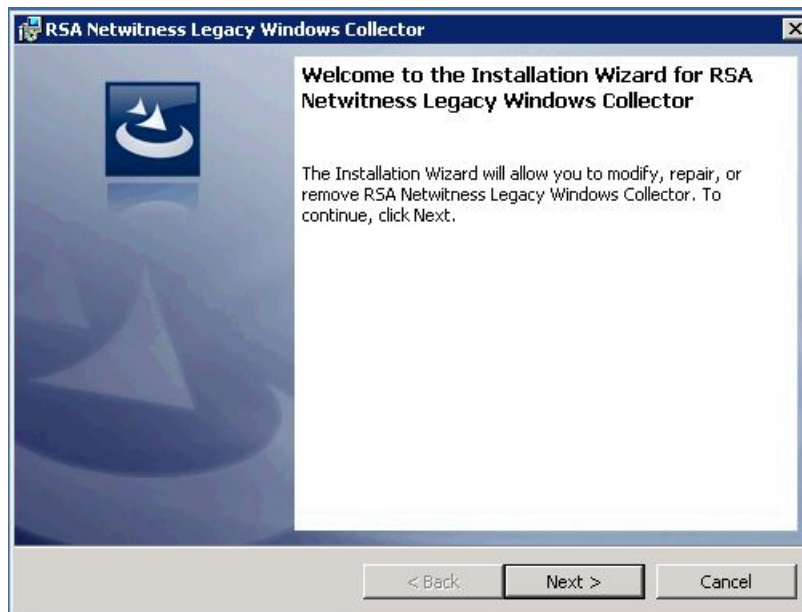 RSA Netwitness Legacy Windows Collector
Welcome to the Installation Wizard for RSA
Netwitness Legacy Windows Collector
The Installation Wizard will allow you to modify, repair, or
remove RSA Netwitness Legacy Windows Collector. To
continue, click Next.
< Back
Next >
Cancel